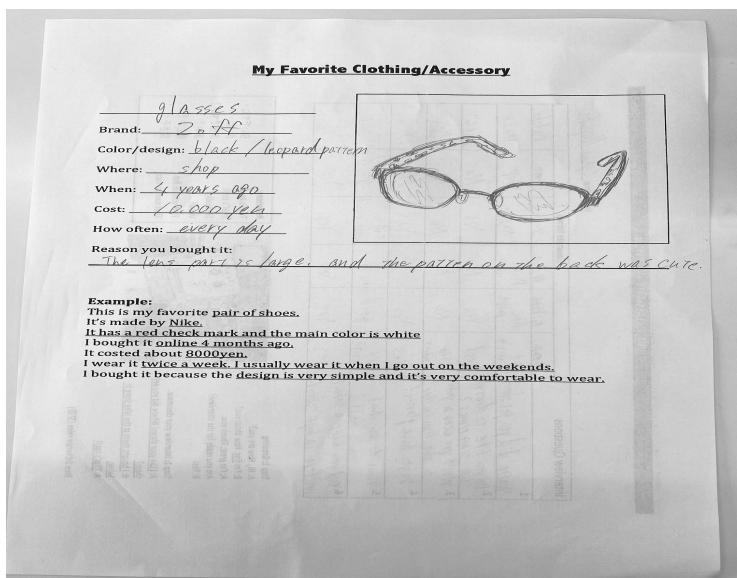 My Favorite Clothing/Accessory
glasses
Brand: Zoff
Color/design: black / leopard pattern
Where: shop
When: 4 years ago
Cost: 10.000 yen
How often: every day
Reason you bought it:
The lens part is large. and the patten on the back was cute.
Example:
This is my favorite pair of shoes.
It's made by Nike.
It has a red check mark and the main color is white
I bought it online 4 months ago.
It costed about 8000yen.
I wear it twice a week. I usually wear it when I go out on the weekends.
I bought it because the design is very simple and it's very comfortable to wear.